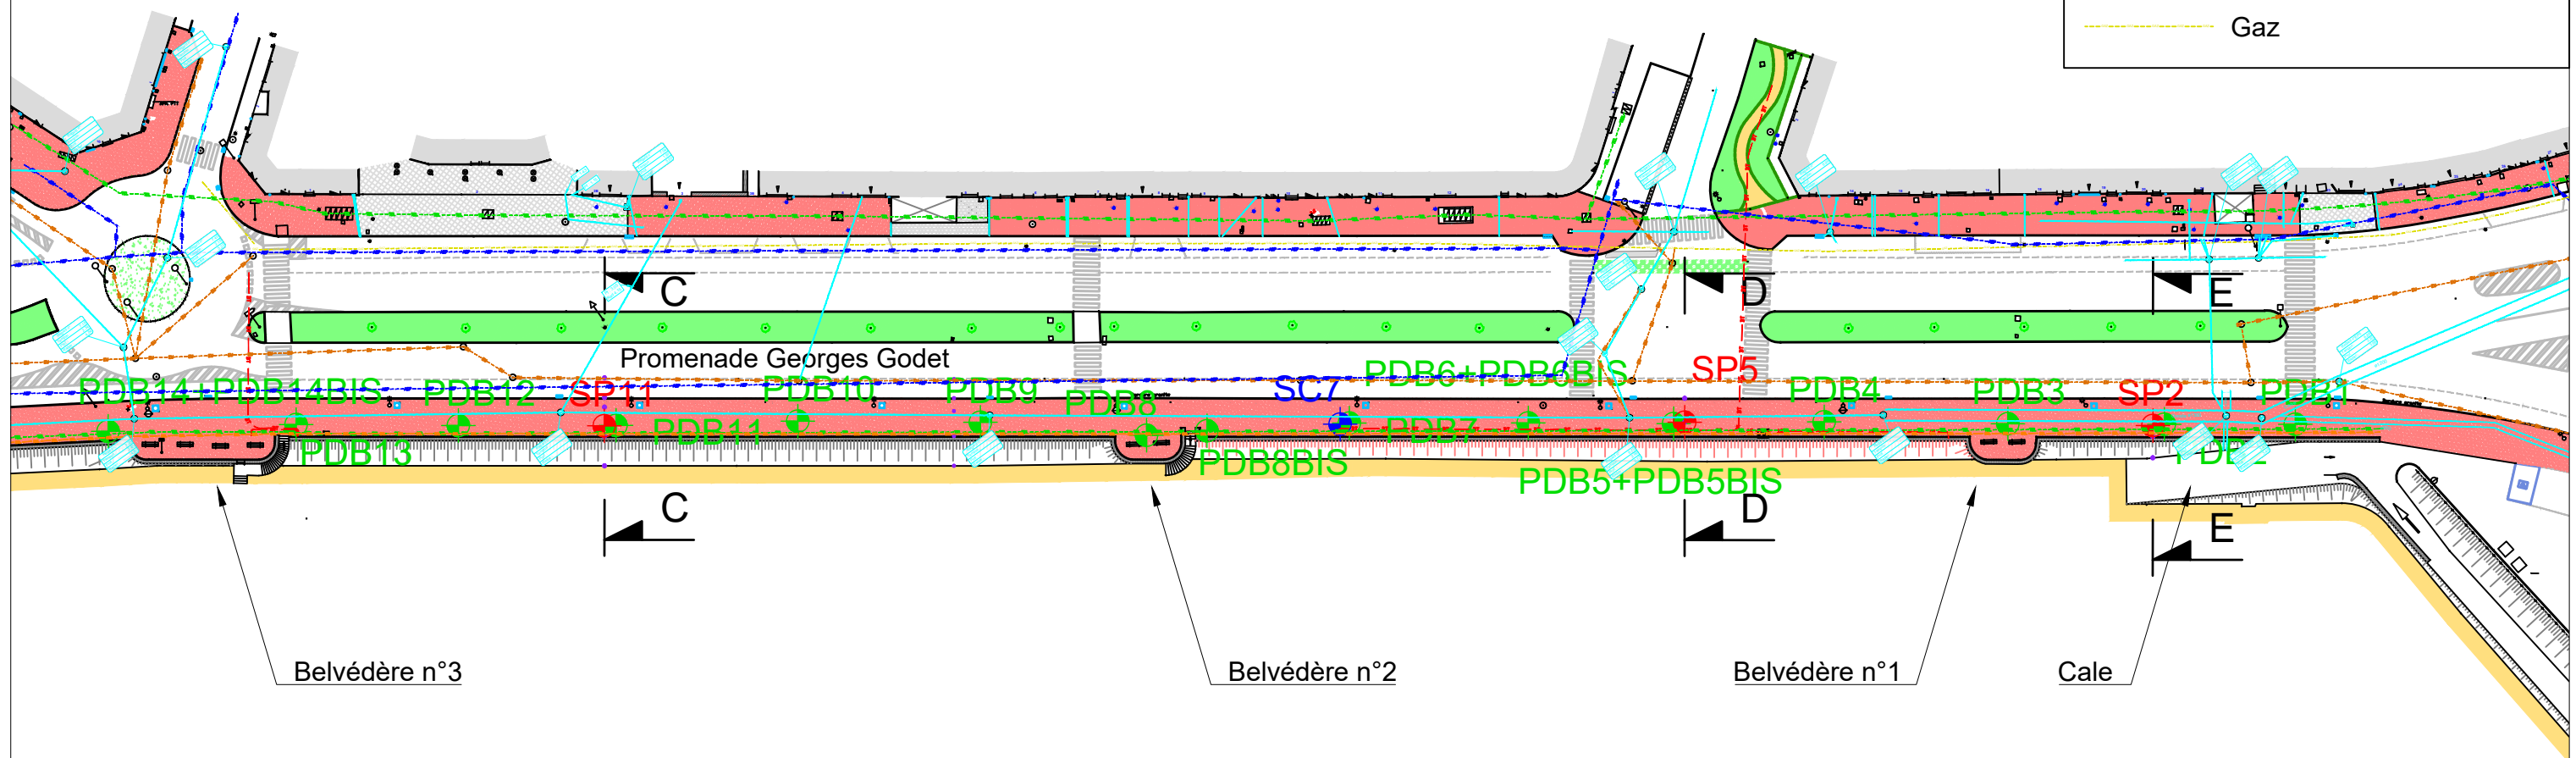 Gaz
C
D
E
Promenade Georges Godet
PDB14+PDB14BIS
PDB12
SP11
PDB10
PDB9
PDB8
SC7
PDB6+PDB6BIS
SP5
PDB4
PDB3
SP2
PDB1
PDB13
PDB11
PDB8BIS
PDB7
PDB5+PDB5BIS
PDB2
C
D
E
Belvédère n°3
Belvédère n°2
Belvédère n°1
Cale